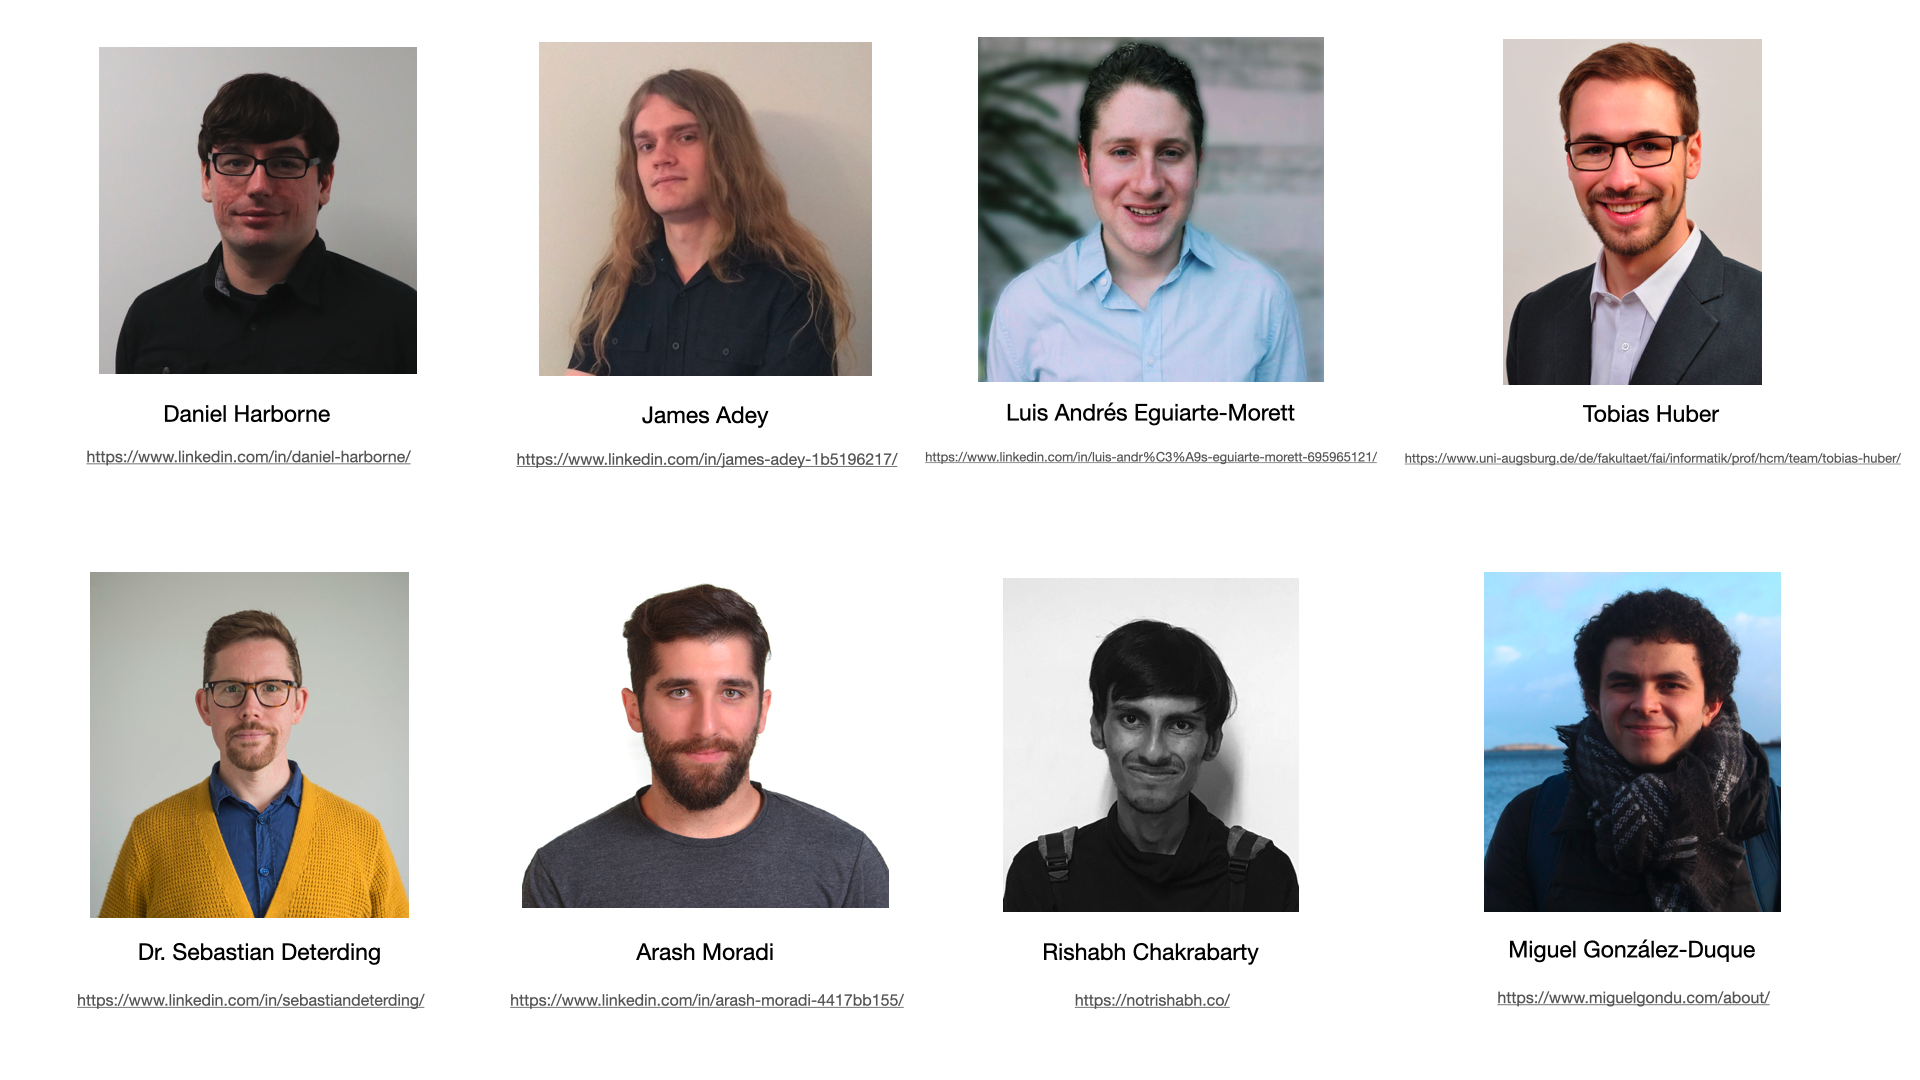 Daniel Harborne
https://www.linkedin.com/in/daniel-harborne/
James Adey
https://www.linkedin.com/in/james-adey-1b5196217/
Luis Andrés Eguiarte-Morett
https://www.linkedin.com/in/luis-andr%C3%A9s-eguiarte-morett-695965121/
Tobias Huber
https://www.uni-augsburg.de/de/fakultaet/fai/informatik/prof/hcm/team/tobias-huber/
Dr. Sebastian Deterding
https://www.linkedin.com/in/sebastiandeterding/
Arash Moradi
https://www.linkedin.com/in/arash-moradi-4417bb155/
Rishabh Chakrabarty
https://notrishabh.co/
Miguel González-Duque
https://www.miguelgondu.com/about/